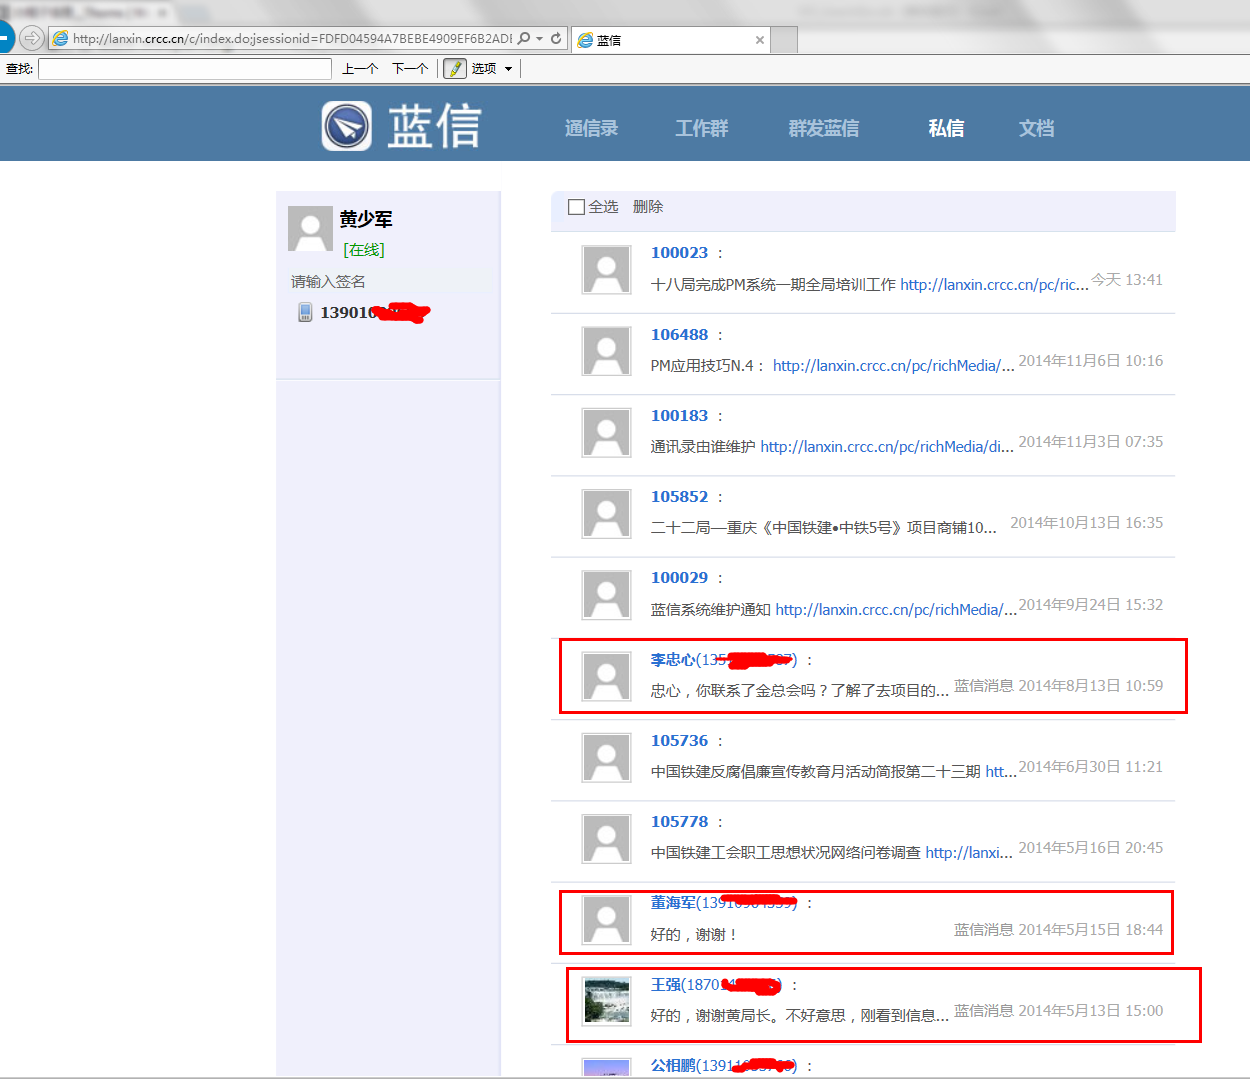 http://lanxin.crcc.cn/c/index.do;jsessionid=FDFD04594A7BEBE4909EF6B2ADE
蓝信
查找:
上一个 下一个 选项
蓝信
通信录 工作群 群发蓝信 私信 文档
黄少军
[在线]
请输入签名
13901
全选 删除
100023 :
十八局完成PM系统一期全局培训工作 http://lanxin.crcc.cn/pc/ric... 今天 13:41
106488 :
PM应用技巧N.4： http://lanxin.crcc.cn/pc/richMedia/... 2014年11月6日 10:16
100183 :
通讯录由谁维护 http://lanxin.crcc.cn/pc/richMedia/di... 2014年11月3日 07:35
105852 :
二十二局—重庆《中国铁建•中铁5号》项目商铺10... 2014年10月13日 16:35
100029 :
蓝信系统维护通知 http://lanxin.crcc.cn/pc/richMedia/... 2014年9月24日 15:32
李忠心(135 7) :
忠心，你联系了金总会吗？了解了去项目的... 蓝信消息 2014年8月13日 10:59
105736 :
中国铁建反腐倡廉宣传教育月活动简报第二十三期 htt... 2014年6月30日 11:21
105778 :
中国铁建工会职工思想状况网络问卷调查 http://lanxi... 2014年5月16日 20:45
董海军(139 ) :
好的，谢谢！ 蓝信消息 2014年5月15日 18:44
王强(1870 ) :
好的，谢谢黄局长。不好意思，刚看到信息... 蓝信消息 2014年5月13日 15:00
公相鹏(1391 ) :